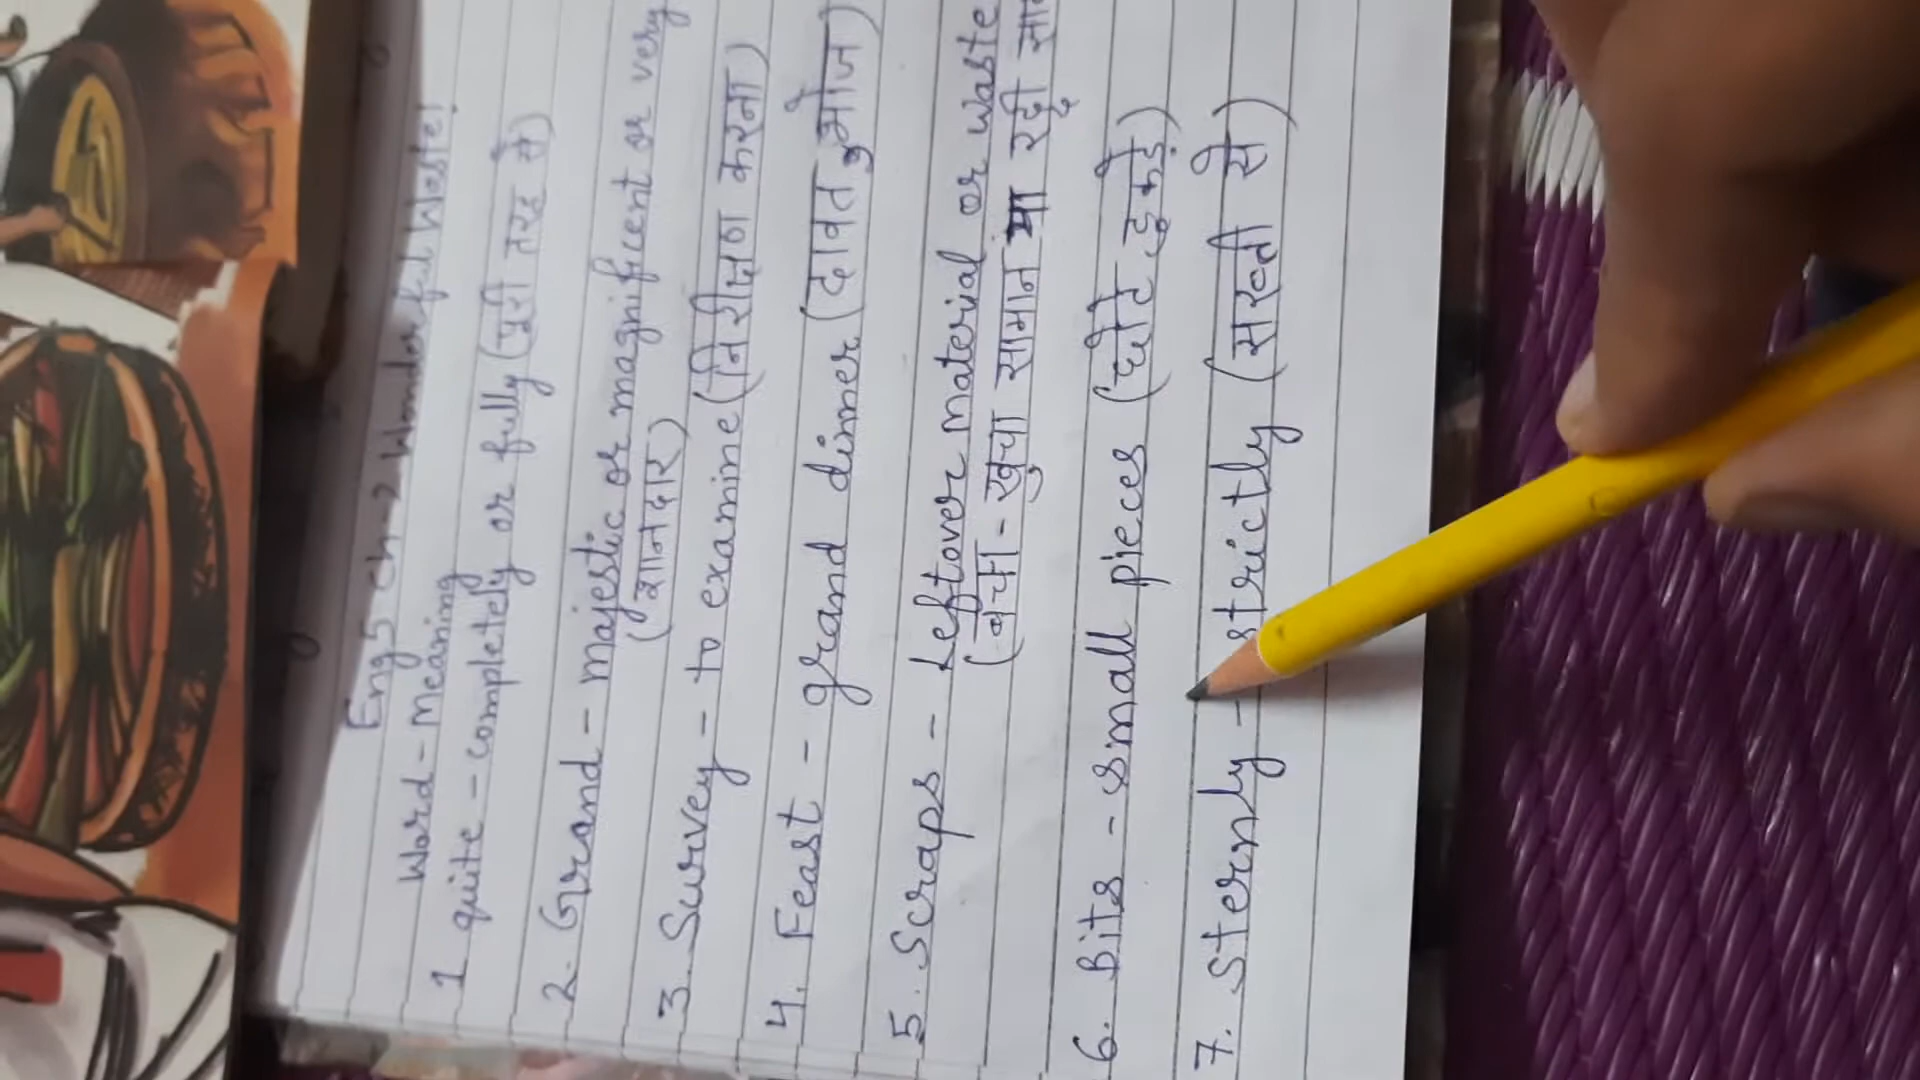 Eng 5 ch-2 Wonderful Waste!
Word - Meaning
1 quite - completely or fully (पूरी तरह से)
2. Grand - majestic or magnificent or very
(शानदार)
3. Survey - to examine (निरीक्षण करना)
4. Feast - grand dinner (दावत, भोज)
5. Scraps - Leftover material or waste
(बचा - खुचा सामान या रद्दी
6. Bits - small pieces (छोटे टुकड़े)
7. Sternly - strictly (सख्ती से)